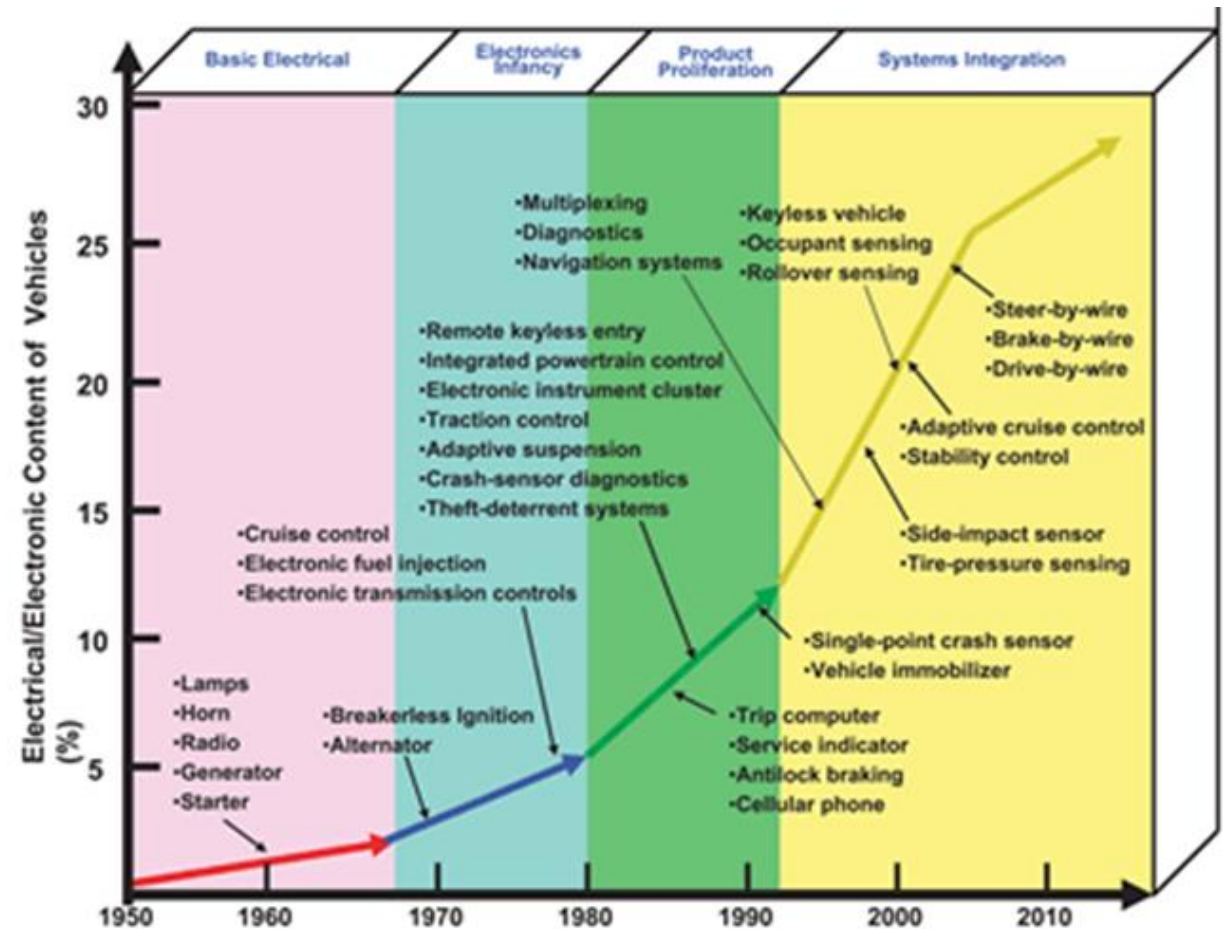 Basic Electrical
Electronics
Infancy
Product
Proliferation
Systems Integration
Electrical/Electronic Content of Vehicles
(%)
30
25
20
15
10
5
•Multiplexing
•Diagnostics
•Navigation systems
•Keyless vehicle
•Occupant sensing
•Rollover sensing
•Steer-by-wire
•Brake-by-wire
•Drive-by-wire
•Remote keyless entry
•Integrated powertrain control
•Electronic instrument cluster
•Traction control
•Adaptive suspension
•Crash-sensor diagnostics
•Theft-deterrent systems
•Adaptive cruise control
•Stability control
•Cruise control
•Electronic fuel injection
•Electronic transmission controls
•Side-impact sensor
•Tire-pressure sensing
•Single-point crash sensor
•Vehicle immobilizer
•Lamps
•Horn
•Radio
•Generator
•Starter
•Breakerless Ignition
•Alternator
•Trip computer
•Service indicator
•Antilock braking
•Cellular phone
1950 1960 1970 1980 1990 2000 2010